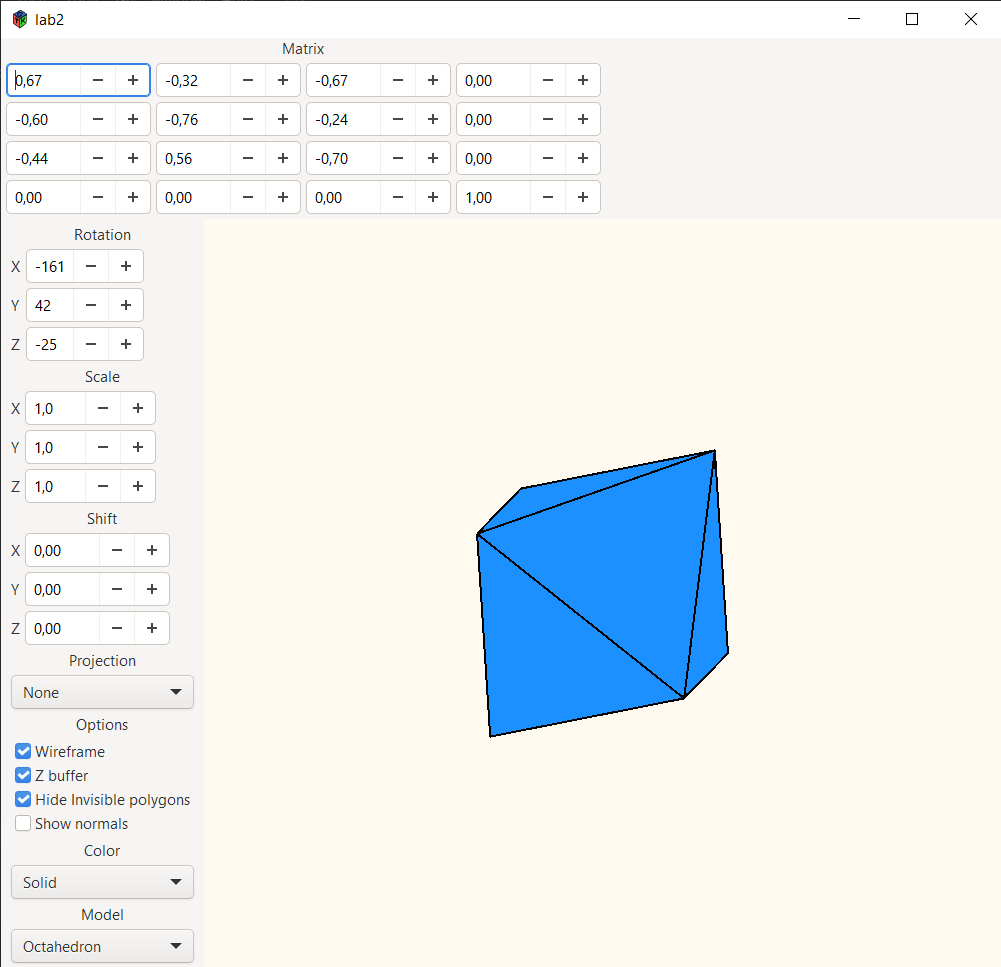 lab2
Matrix
0,67 -0,32 -0,67 0,00
-0,60 -0,76 -0,24 0,00
-0,44 0,56 -0,70 0,00
0,00 0,00 0,00 1,00
Rotation
X -161
Y 42
Z -25
Scale
X 1,0
Y 1,0
Z 1,0
Shift
X 0,00
Y 0,00
Z 0,00
Projection
None
Options
Wireframe
Z buffer
Hide Invisible polygons
Show normals
Color
Solid
Model
Octahedron